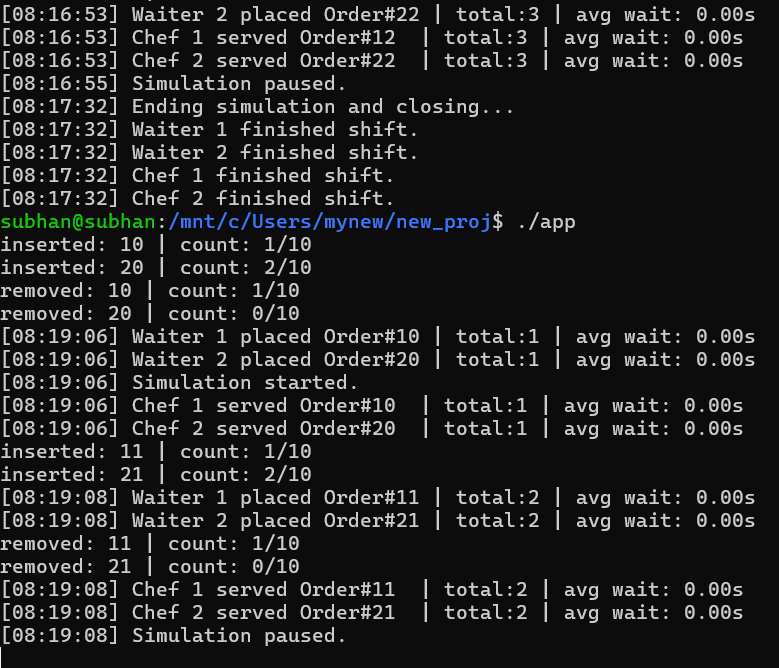 [08:16:53] Waiter 2 placed Order#22 | total:3 | avg wait: 0.00s
[08:16:53] Chef 1 served Order#12  | total:3 | avg wait: 0.00s
[08:16:53] Chef 2 served Order#22  | total:3 | avg wait: 0.00s
[08:16:55] Simulation paused.
[08:17:32] Ending simulation and closing...
[08:17:32] Waiter 1 finished shift.
[08:17:32] Waiter 2 finished shift.
[08:17:32] Chef 1 finished shift.
[08:17:32] Chef 2 finished shift.
subhan@subhan:/mnt/c/Users/mynew/new_proj$ ./app
inserted: 10 | count: 1/10
inserted: 20 | count: 2/10
removed: 10 | count: 1/10
removed: 20 | count: 0/10
[08:19:06] Waiter 1 placed Order#10 | total:1 | avg wait: 0.00s
[08:19:06] Waiter 2 placed Order#20 | total:1 | avg wait: 0.00s
[08:19:06] Simulation started.
[08:19:06] Chef 1 served Order#10  | total:1 | avg wait: 0.00s
[08:19:06] Chef 2 served Order#20  | total:1 | avg wait: 0.00s
inserted: 11 | count: 1/10
inserted: 21 | count: 2/10
[08:19:08] Waiter 1 placed Order#11 | total:2 | avg wait: 0.00s
[08:19:08] Waiter 2 placed Order#21 | total:2 | avg wait: 0.00s
removed: 11 | count: 1/10
removed: 21 | count: 0/10
[08:19:08] Chef 1 served Order#11  | total:2 | avg wait: 0.00s
[08:19:08] Chef 2 served Order#21  | total:2 | avg wait: 0.00s
[08:19:08] Simulation paused.